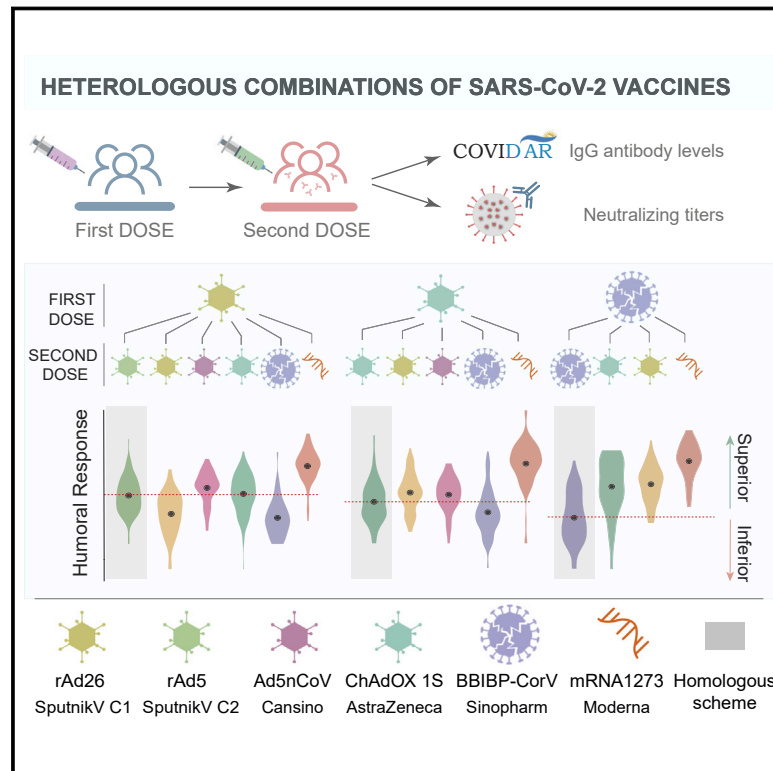 HETEROLOGOUS COMBINATIONS OF SARS-CoV-2 VACCINES
COVIDAR IgG antibody levels
First DOSE
Second DOSE
Neutralizing titers
FIRST
DOSE
SECOND
DOSE
Humoral Response
Superior
Inferior
rAd26
SputnikV C1
rAd5
SputnikV C2
Ad5nCoV
Cansino
ChAdOX 1S
AstraZeneca
BBIBP-CorV
Sinopharm
mRNA1273
Moderna
Homologous
scheme